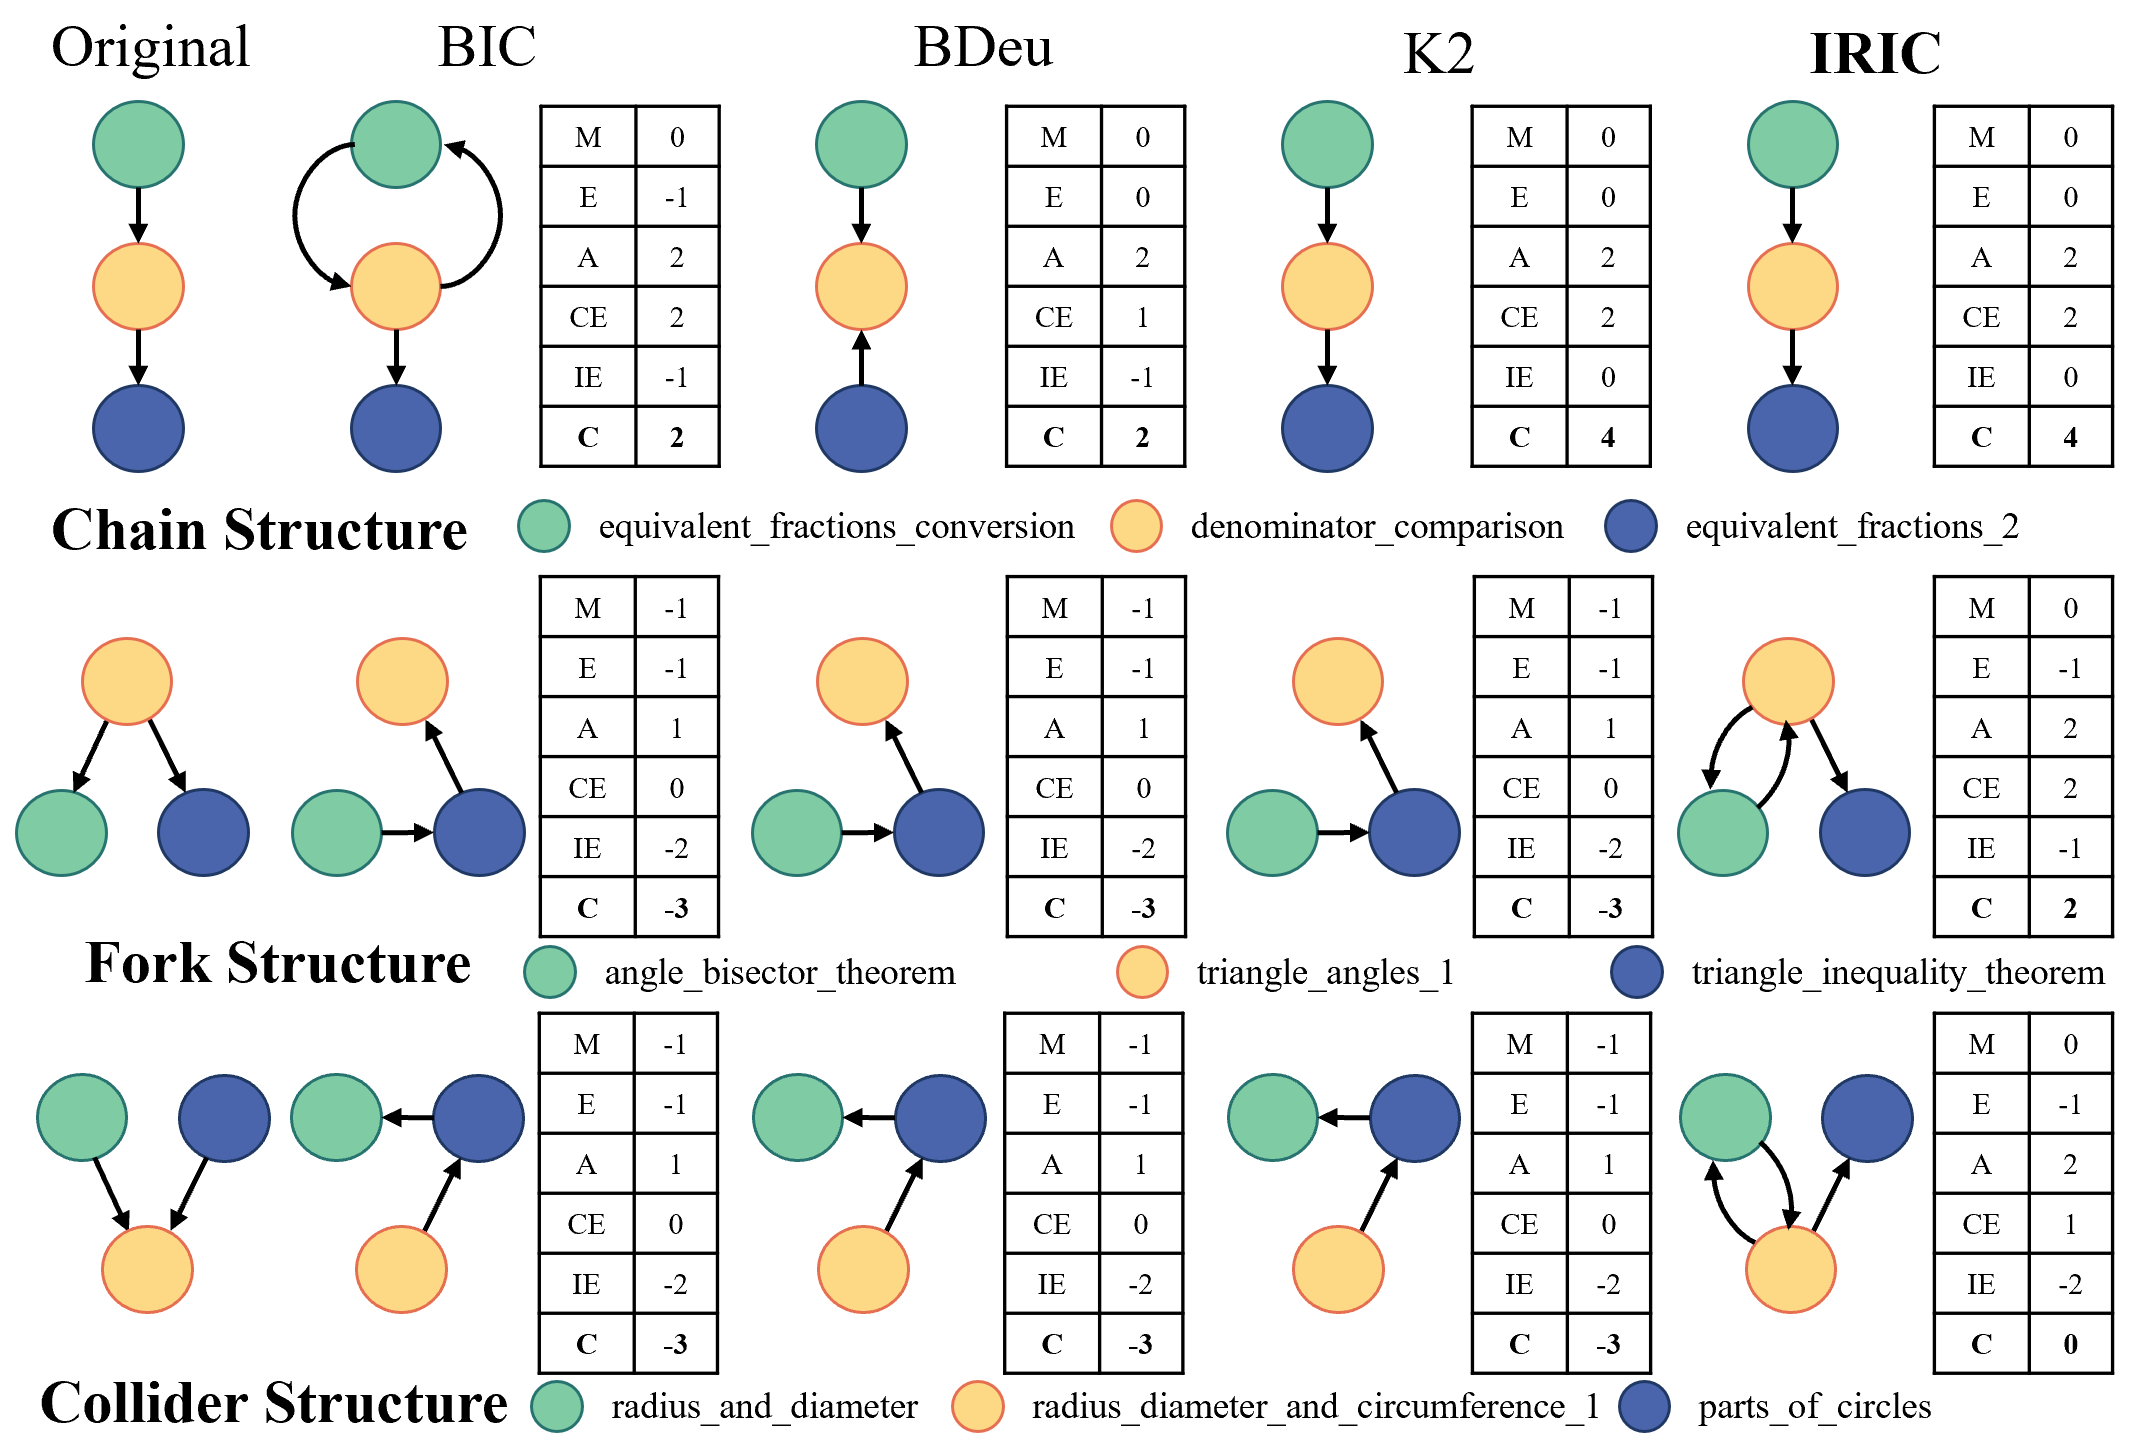 Original BIC BDeu K2 IRIC
M 0 M 0 M 0 M 0
E -1 E 0 E 0 E 0
A 2 A 2 A 2 A 2
CE 2 CE 1 CE 2 CE 2
IE -1 IE -1 IE 0 IE 0
C 2 C 2 C 4 C 4
Chain Structure equivalent_fractions_conversion denominator_comparison equivalent_fractions_2
M -1 M -1 M -1 M 0
E -1 E -1 E -1 E -1
A 1 A 1 A 1 A 2
CE 0 CE 0 CE 0 CE 2
IE -2 IE -2 IE -2 IE -1
C -3 C -3 C -3 C 2
Fork Structure angle_bisector_theorem triangle_angles_1 triangle_inequality_theorem
M -1 M -1 M -1 M 0
E -1 E -1 E -1 E -1
A 1 A 1 A 1 A 2
CE 0 CE 0 CE 0 CE 1
IE -2 IE -2 IE -2 IE -2
C -3 C -3 C -3 C 0
Collider Structure radius_and_diameter radius_diameter_and_circumference_1 parts_of_circles